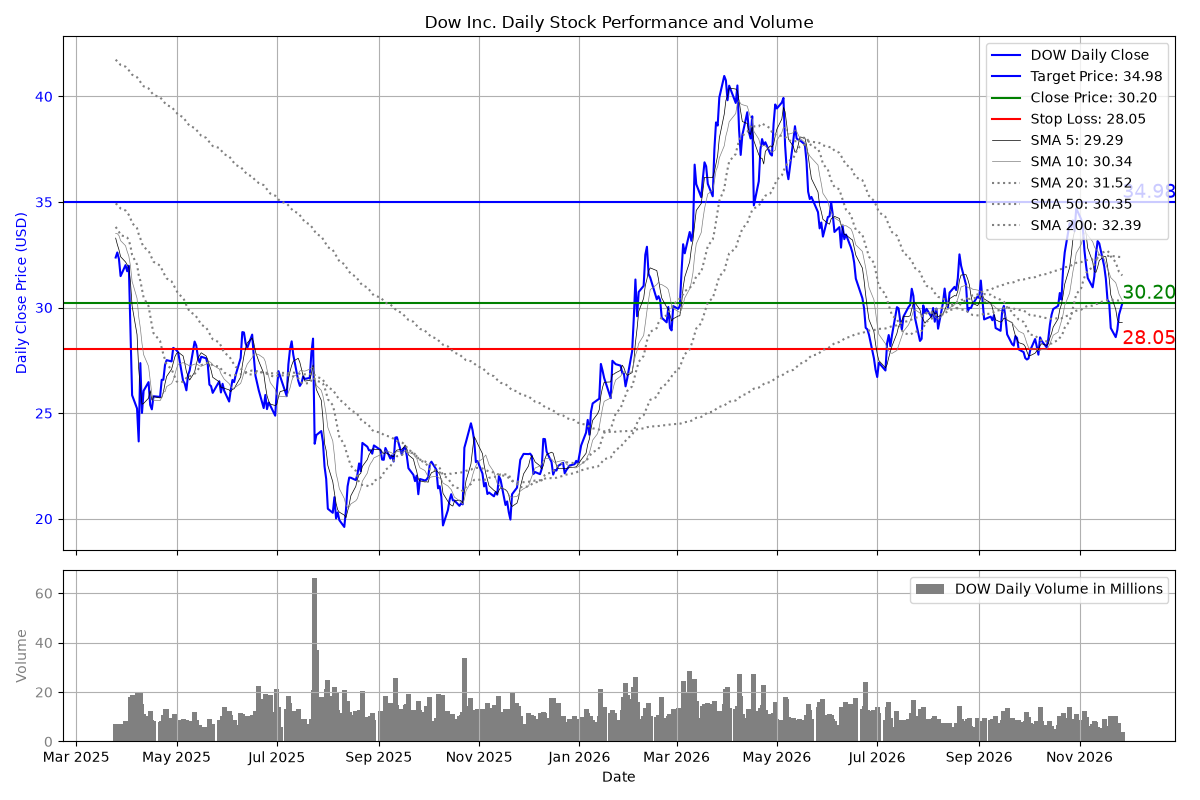 Dow Inc. Daily Stock Performance and Volume
Daily Close Price (USD)
40
35
30
25
20
DOW Daily Close
Target Price: 34.98
Close Price: 30.20
Stop Loss: 28.05
SMA 5: 29.29
SMA 10: 30.34
SMA 20: 31.52
SMA 50: 30.35
SMA 200: 32.39
34.98
30.20
28.05
Volume
60
40
20
0
DOW Daily Volume in Millions
Mar 2025 May 2025 Jul 2025 Sep 2025 Nov 2025 Jan 2026 Mar 2026 May 2026 Jul 2026 Sep 2026 Nov 2026
Date